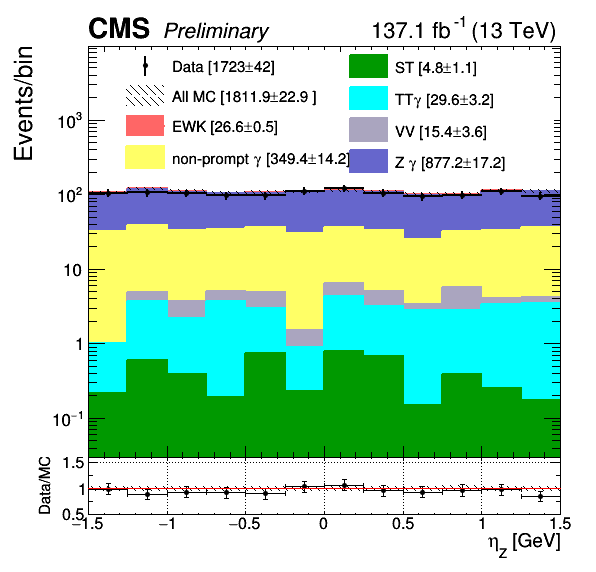 CMS Preliminary 137.1 fb⁻¹ (13 TeV)
Events/bin
Data [1723±42]
All MC [1811.9±22.9 ]
EWK [26.6±0.5]
non-prompt γ [349.4±14.2]
ST [4.8±1.1]
TTγ [29.6±3.2]
VV [15.4±3.6]
Z γ [877.2±17.2]
10³
10²
10
1
10⁻¹
Data/MC
1.5
1
0.5
−1.5 −1 −0.5 0 0.5 1 1.5
η_Z [GeV]